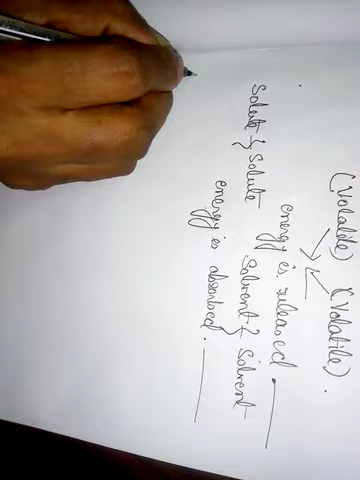 (Volatile) (Volatile).
energy is released
Solute & Solute Solvent & Solvent
energy is absorbed.